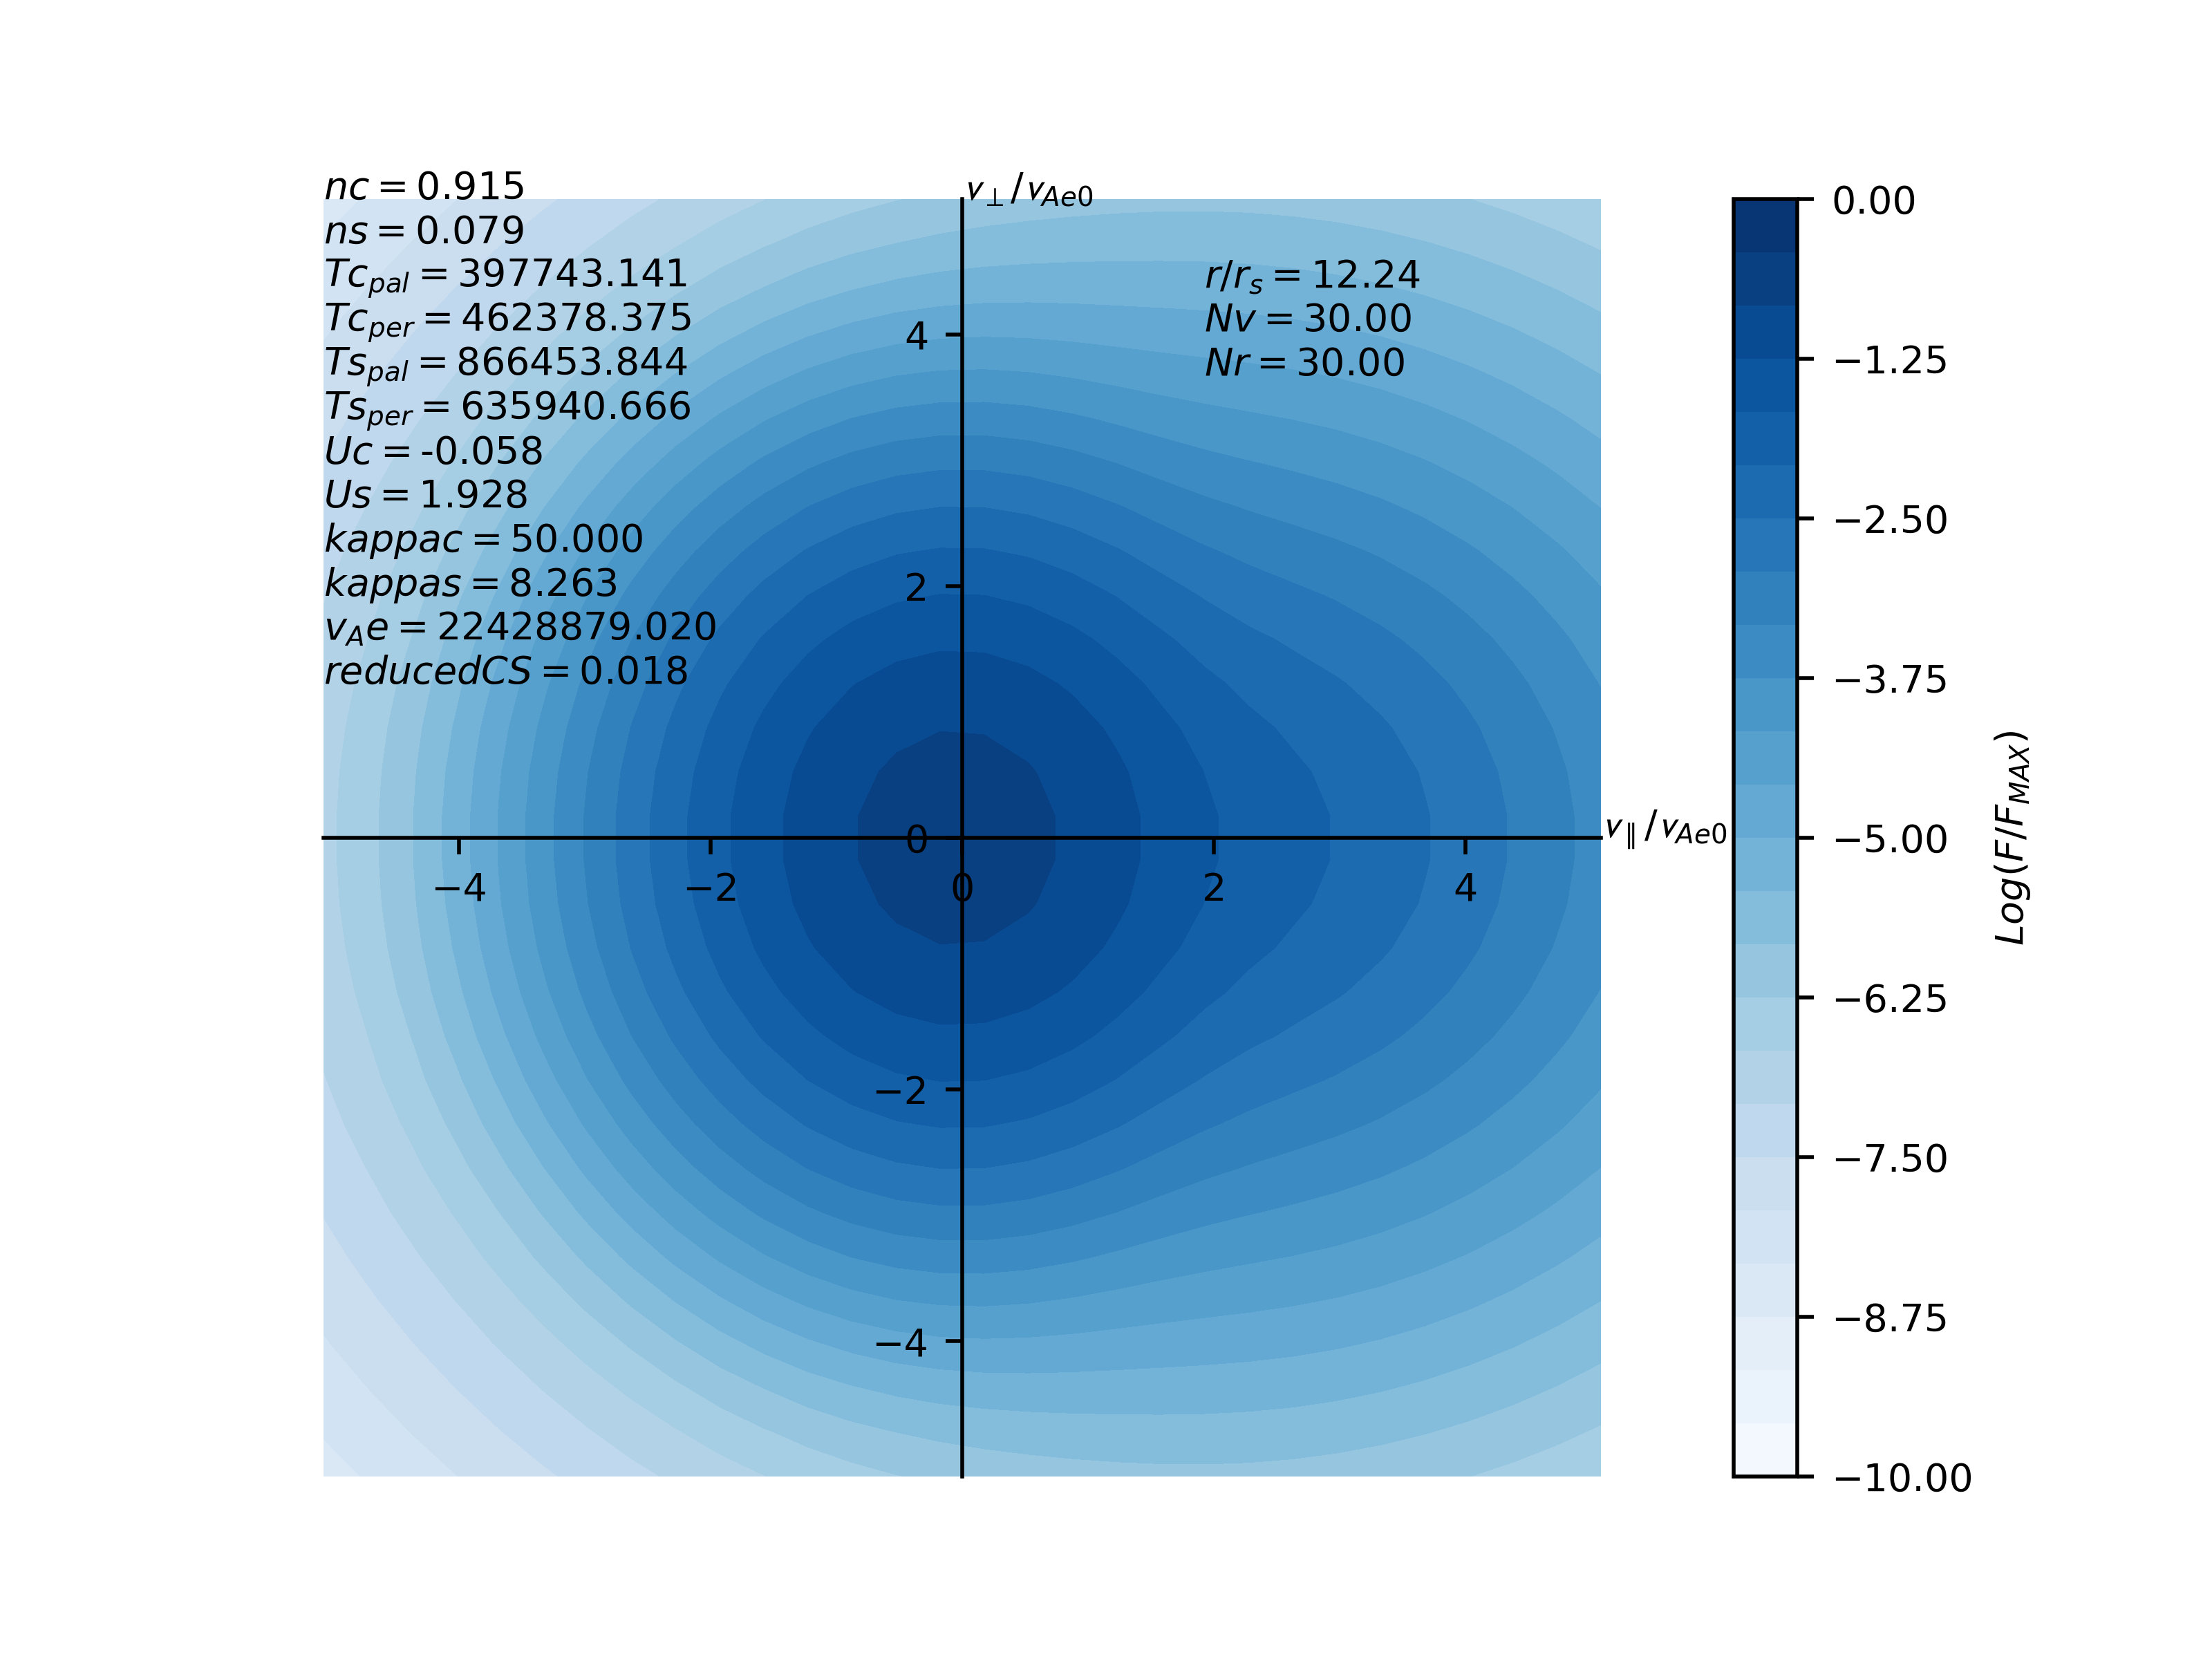 nc = 0.915
ns = 0.079
Tc_pal = 397743.141
Tc_per = 462378.375
Ts_pal = 866453.844
Ts_per = 635940.666
Uc = -0.058
Us = 1.928
kappac = 50.000
kappas = 8.263
v_Ae = 22428879.020
reducedCS = 0.018
v_⊥/v_Ae0
r/r_s = 12.24
Nv = 30.00
Nr = 30.00
4
2
0
−2
−4
−4
−2
0
2
4
v_∥/v_Ae0
0.00
−1.25
−2.50
−3.75
−5.00
−6.25
−7.50
−8.75
−10.00
Log(F/F_MAX)